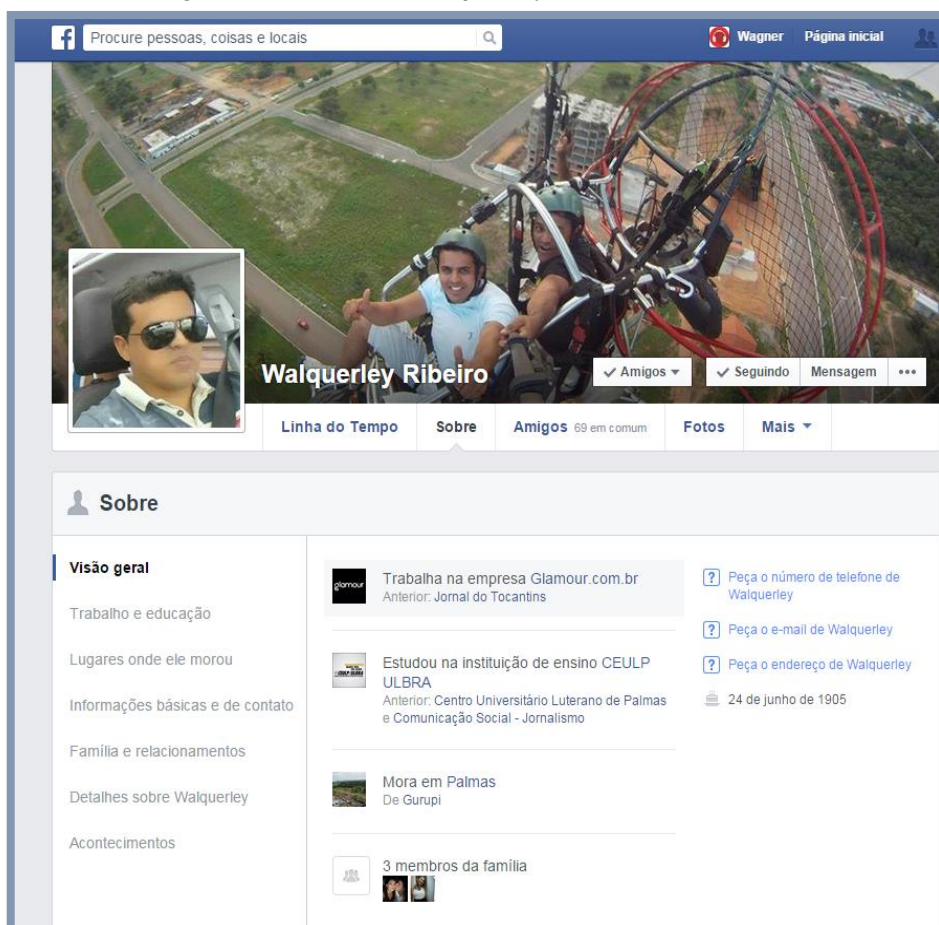 Procure pessoas, coisas e locais
Wagner Página inicial
Walquerley Ribeiro
Amigos
Seguindo Mensagem
Linha do Tempo Sobre Amigos 69 em comum Fotos Mais
Sobre
Visão geral
Trabalho e educação
Lugares onde ele morou
Informações básicas e de contato
Família e relacionamentos
Detalhes sobre Walquerley
Acontecimentos
glamour
Trabalha na empresa Glamour.com.br
Anterior: Jornal do Tocantins
Estudou na instituição de ensino CEULP
ULBRA
Anterior: Centro Universitário Luterano de Palmas
e Comunicação Social - Jornalismo
Mora em Palmas
De Gurupi
3 membros da família
Peça o número de telefone de
Walquerley
Peça o e-mail de Walquerley
Peça o endereço de Walquerley
24 de junho de 1905